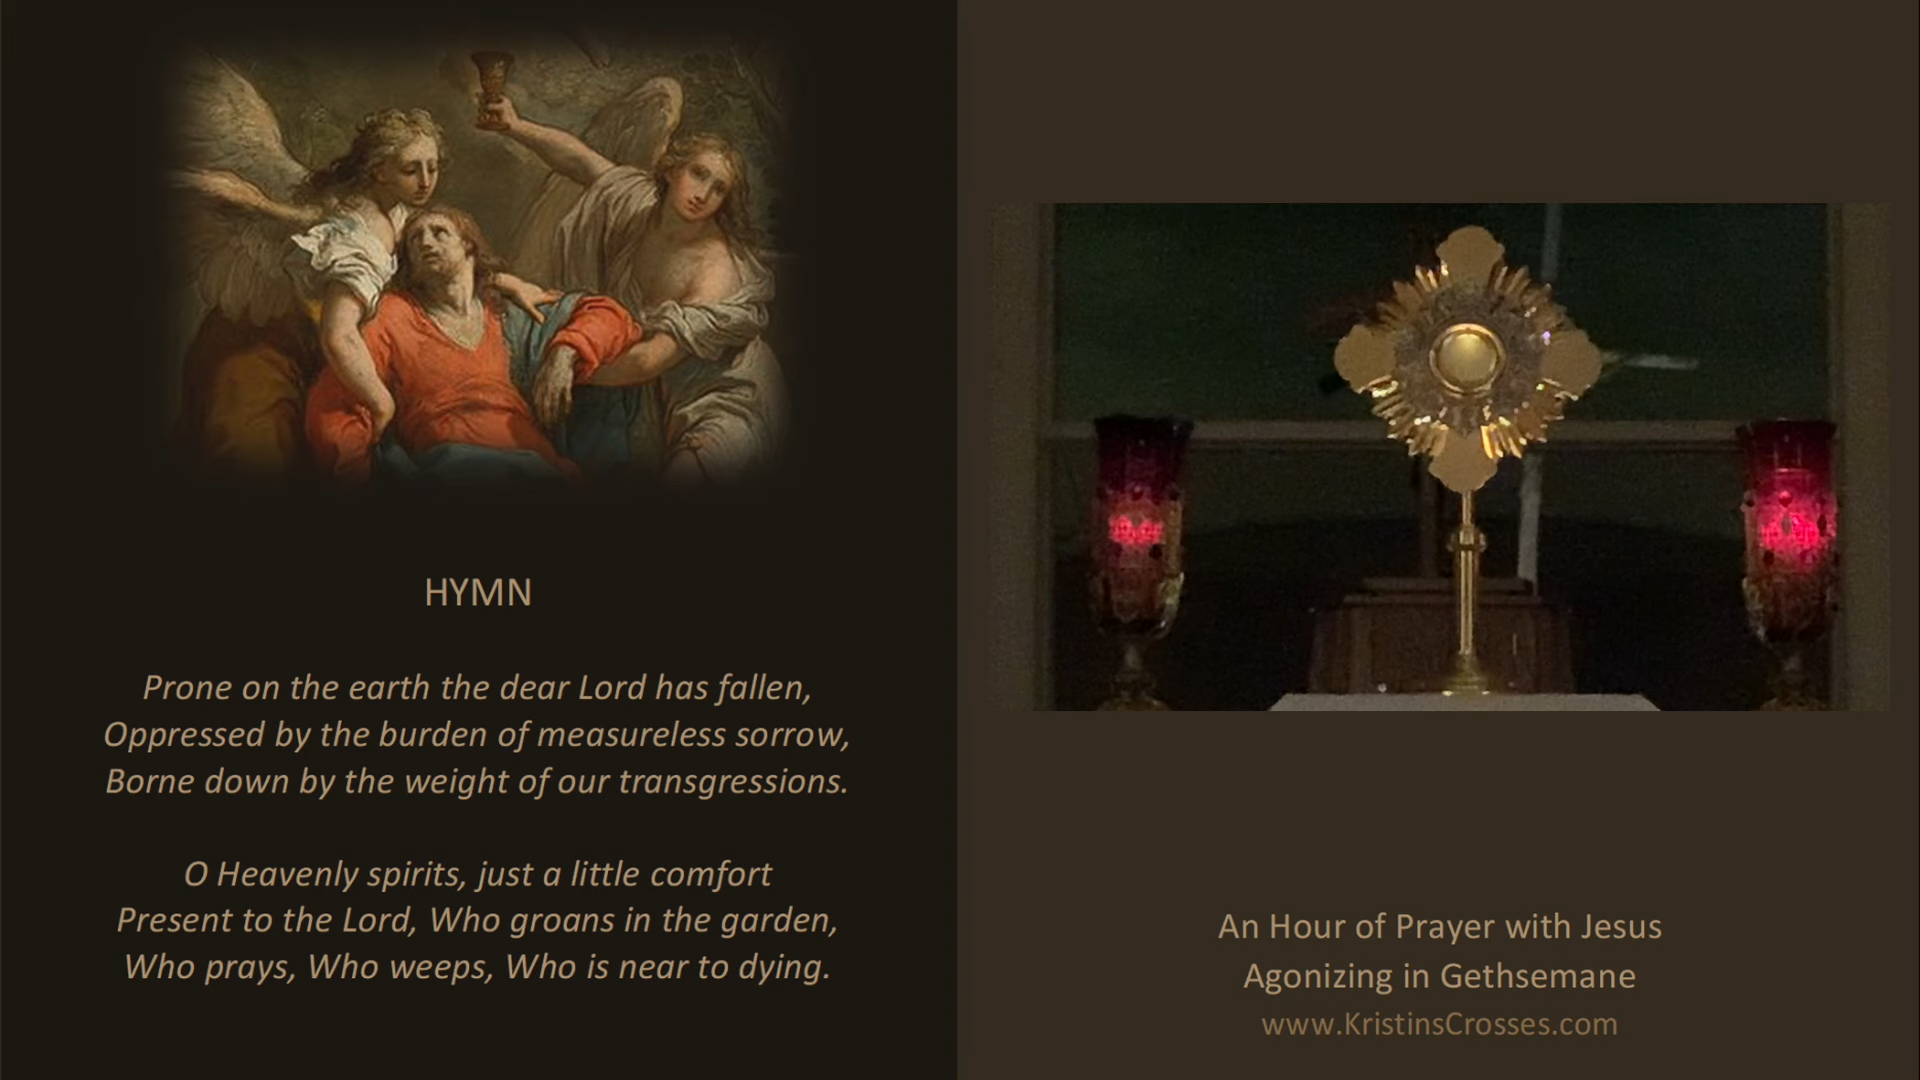 HYMN
Prone on the earth the dear Lord has fallen,
Oppressed by the burden of measureless sorrow,
Borne down by the weight of our transgressions.
O Heavenly spirits, just a little comfort
Present to the Lord, Who groans in the garden,
Who prays, Who weeps, Who is near to dying.
An Hour of Prayer with Jesus
Agonizing in Gethsemane
www.KristinsCrosses.com